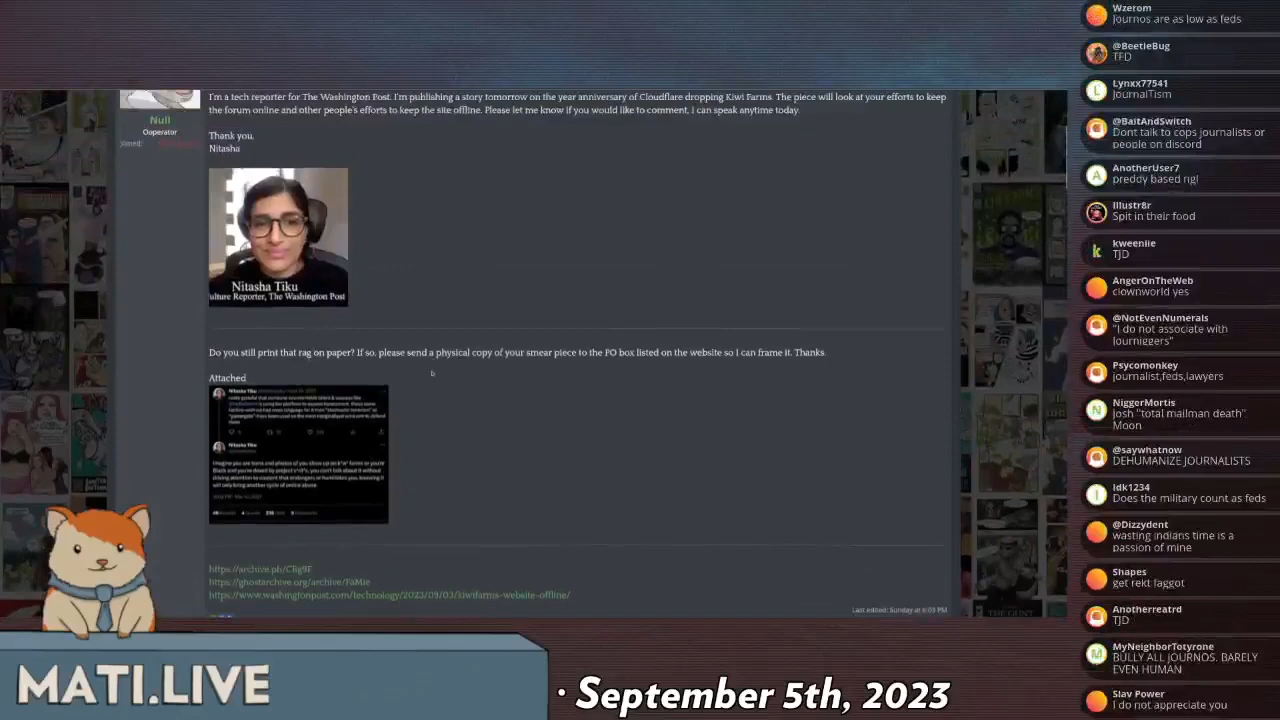 I'm a tech reporter for The Washington Post. I'm publishing a story tomorrow on the year anniversary of Cloudflare dropping Kiwi Farms. The piece will look at your efforts to keep
the forum online and other people's efforts to keep the site offline. Please let me know if you would like to comment, I can speak anytime today.
Null
Ooperator
Joined:
Thank you,
Nitasha
Nitasha Tiku
ulture Reporter, The Washington Post
Do you still print that rag on paper? If so, please send a physical copy of your smear piece to the PO box listed on the website so I can frame it. Thanks.
Attached
Nitasha Tiku
Nitasha Tiku
https://archive.ph/
https://ghostarchive.org/archive/
https://www.washingtonpost.com/technology/2023/09/03/kiwifarms-website-offline/
Last edited: Sunday at 6:03 PM
MATI.LIVE
· September 5th, 2023
Wzerom
Journos are as low as feds
@BeetleBug
TFD
Lynxx77541
JournalTism
@BaitAndSwitch
Dont talk to cops journalists or
people on discord
AnotherUser7
preddy based ngl
Illustr8r
Spit in their food
kweeniie
TJD
AngerOnTheWeb
clownworld yes
@NotEvenNumerals
"I do not associate with
journiggers"
Psycomonkey
journalist,feds,lawyers
NiggerMortis
Josh "total mailman death"
Moon.
@saywhatnow
DEHUMANIZE JOURNALISTS
Idk1234
Does the military count as feds
@Dizzydent
wasting indians time is a
passion of mine
Shapes
get rekt faggot
Anotherreatrd
TJD
MyNeighborTotyrone
BULLY ALL JOURNOS. BARELY
EVEN HUMAN
Slav Power
I do not appreciate you